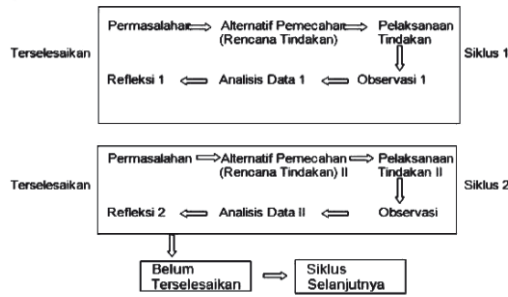 Permasalahan Alternatif Pemecahan Pelaksanaan
(Rencana Tindakan) Tindakan
Terselesaikan Siklus 1
Refleksi 1 Analisis Data 1 Observasi 1
Permasalahan Alternatif Pemecahan Pelaksanaan
(Rencana Tindakan) II Tindakan II
Terselesaikan Siklus 2
Refleksi 2 Analisis Data II Observasi
Belum Siklus
Terselesaikan Selanjutnya